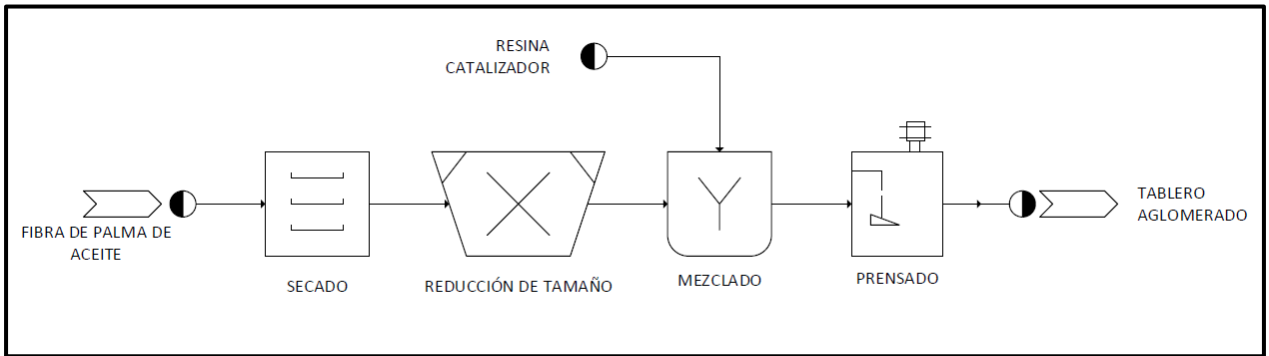 RESINA
CATALIZADOR
FIBRA DE PALMA DE
ACEITE
SECADO
REDUCCIÓN DE TAMAÑO
MEZCLADO
PRENSADO
TABLERO
AGLOMERADO